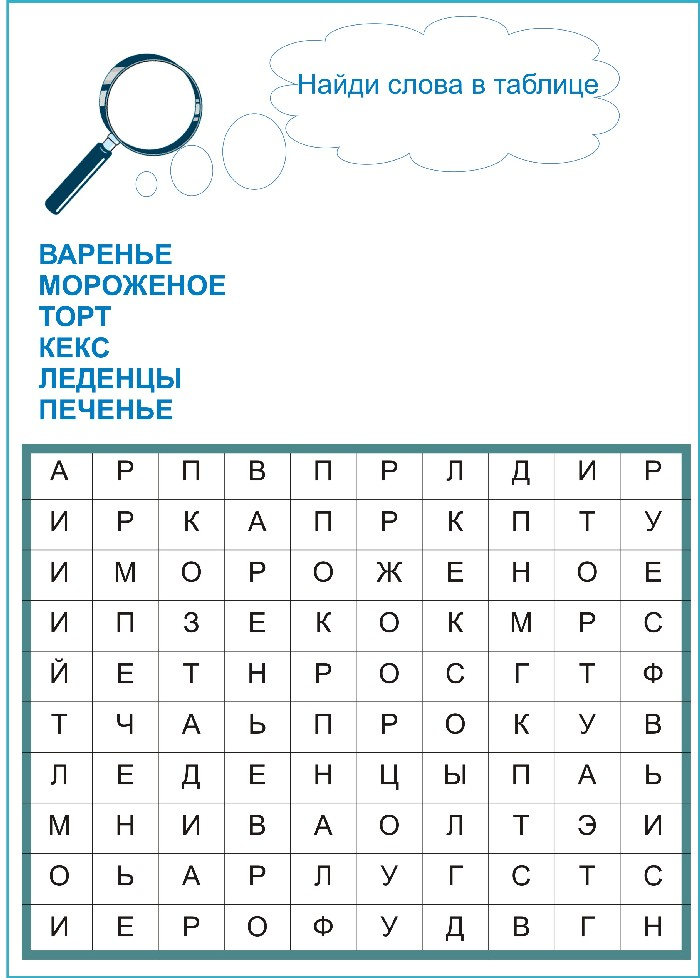 Найди слова в таблице
ВАРЕНЬЕ
МОРОЖЕНОЕ
ТОРТ
КЕКС
ЛЕДЕНЦЫ
ПЕЧЕНЬЕ
А Р П В П Р Л Д И Р
И Р К А П Р К П Т У
И М О Р О Ж Е Н О Е
И П З Е К О К М Р С
Й Е Т Н Р О С Г Т Ф
Т Ч А Ь П Р О К У В
Л Е Д Е Н Ц Ы П А Ь
М Н И В А О Л Т Э И
О Ь А Р Л У Г С Т С
И Е Р О Ф У Д В Г Н